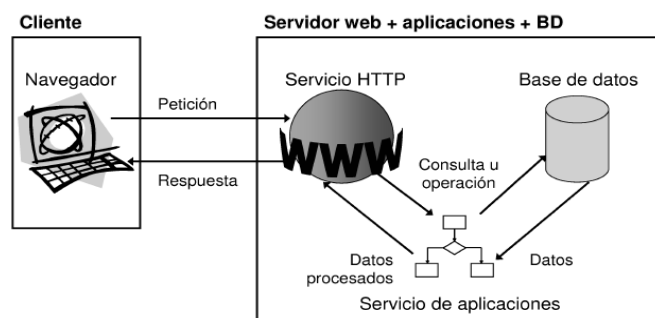 Cliente
Servidor web + aplicaciones + BD
Navegador
Servicio HTTP
Base de datos
Petición
WWW
Respuesta
Consulta u
operación
Datos
procesados
Datos
Servicio de aplicaciones